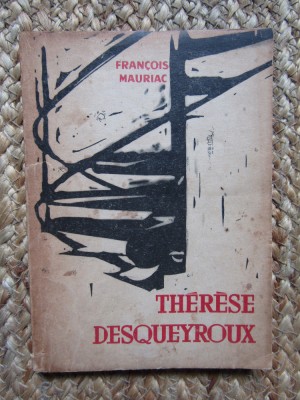 FRANÇOIS
MAURIAC
THÉRÈSE
DESQUEYROUX